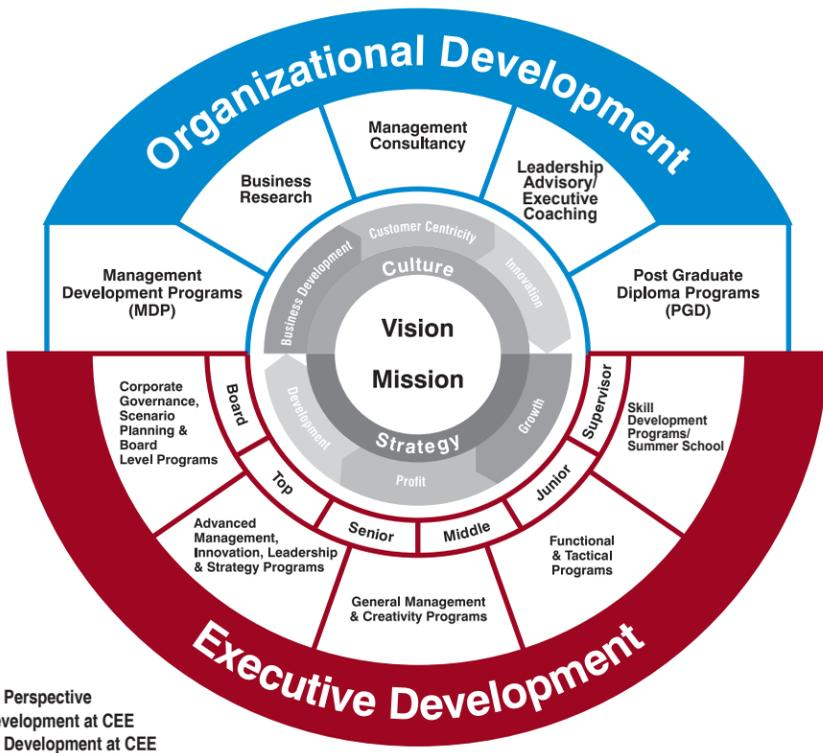 Organizational Development
Management
Consultancy
Business
Research
Leadership
Advisory/
Executive
Coaching
Management
Development Programs
(MDP)
Post Graduate
Diploma Programs
(PGD)
Business Development
Customer Centricity
Innovation
Culture
Vision
Mission
Strategy
Development
Profit
Growth
Board
Top
Senior
Middle
Junior
Supervisor
Corporate
Governance,
Scenario
Planning &
Board
Level Programs
Advanced
Management,
Innovation, Leadership
& Strategy Programs
General Management
& Creativity Programs
Functional
& Tactical
Programs
Skill
Development
Programs/
Summer School
Executive Development
Perspective
evelopment at CEE
Development at CEE